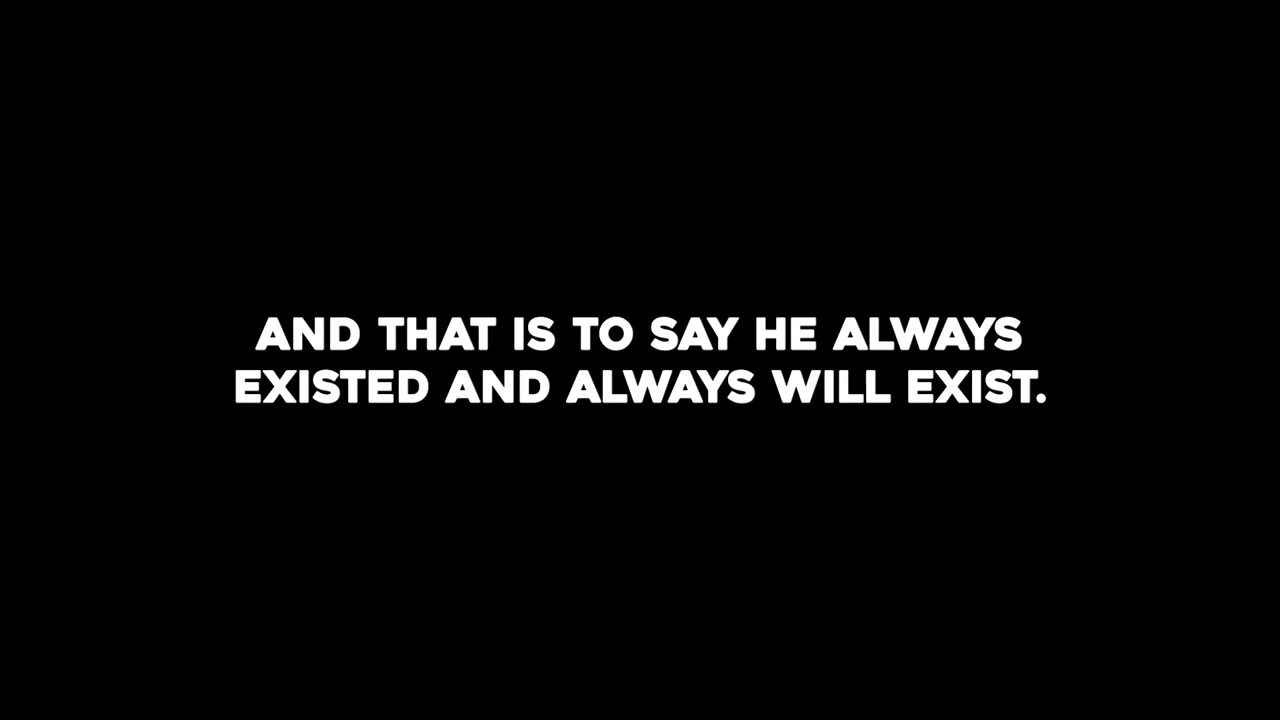 AND THAT IS TO SAY HE ALWAYS
EXISTED AND ALWAYS WILL EXIST.